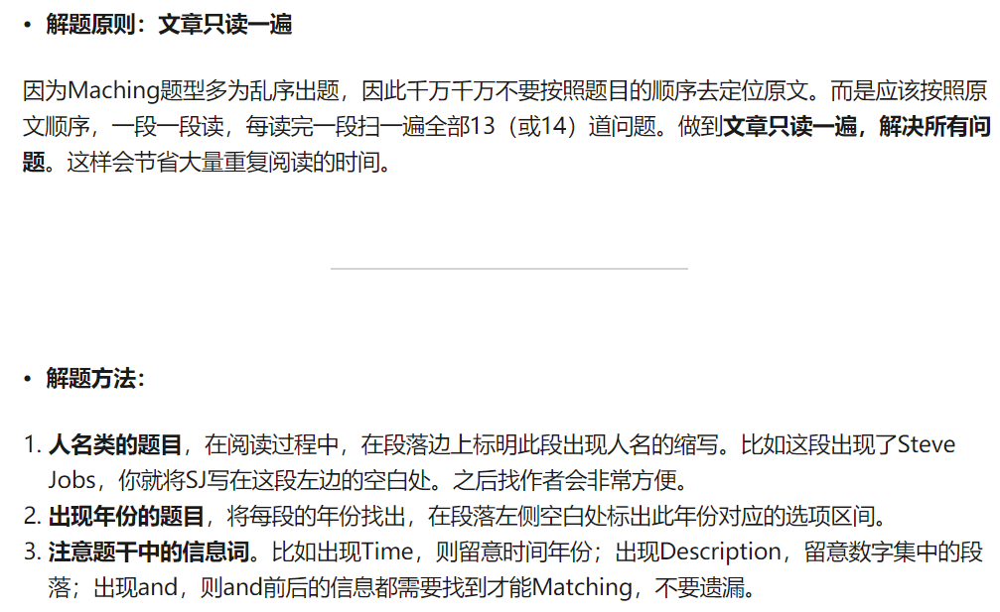 • 解题原则：文章只读一遍
因为Maching题型多为乱序出题，因此千万千万不要按照题目的顺序去定位原文。而是应该按照原
文顺序，一段一段读，每读完一段扫一遍全部13（或14）道问题。做到文章只读一遍，解决所有问
题。这样会节省大量重复阅读的时间。
• 解题方法：
1. 人名类的题目，在阅读过程中，在段落边上标明此段出现人名的缩写。比如这段出现了Steve
Jobs，你就将SJ写在这段左边的空白处。之后找作者会非常方便。
2. 出现年份的题目，将每段的年份找出，在段落左侧空白处标出此年份对应的选项区间。
3. 注意题干中的信息词。比如出现Time，则留意时间年份；出现Description，留意数字集中的段
落；出现and，则and前后的信息都需要找到才能Matching，不要遗漏。